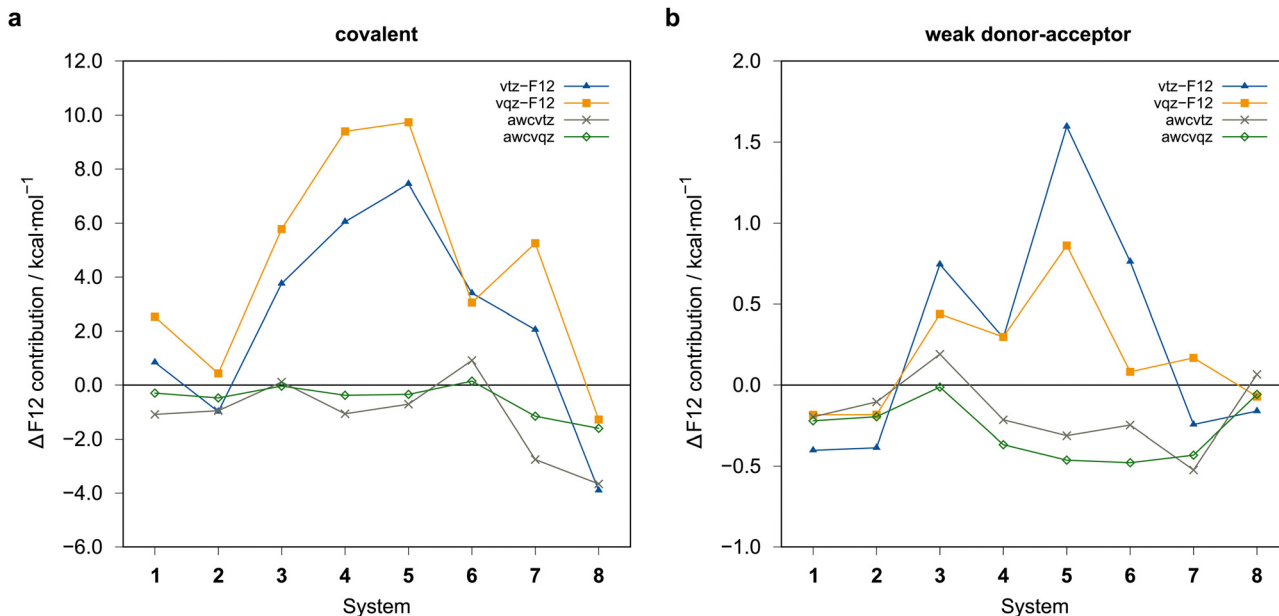 a
covalent
ΔF12 contribution / kcal·mol⁻¹
12.0
10.0
8.0
6.0
4.0
2.0
0.0
−2.0
−4.0
−6.0
vtz−F12
vqz−F12
awcvtz
awcvqz
1 2 3 4 5 6 7 8
System
b
weak donor-acceptor
ΔF12 contribution / kcal·mol⁻¹
2.0
1.5
1.0
0.5
0.0
−0.5
−1.0
vtz−F12
vqz−F12
awcvtz
awcvqz
1 2 3 4 5 6 7 8
System